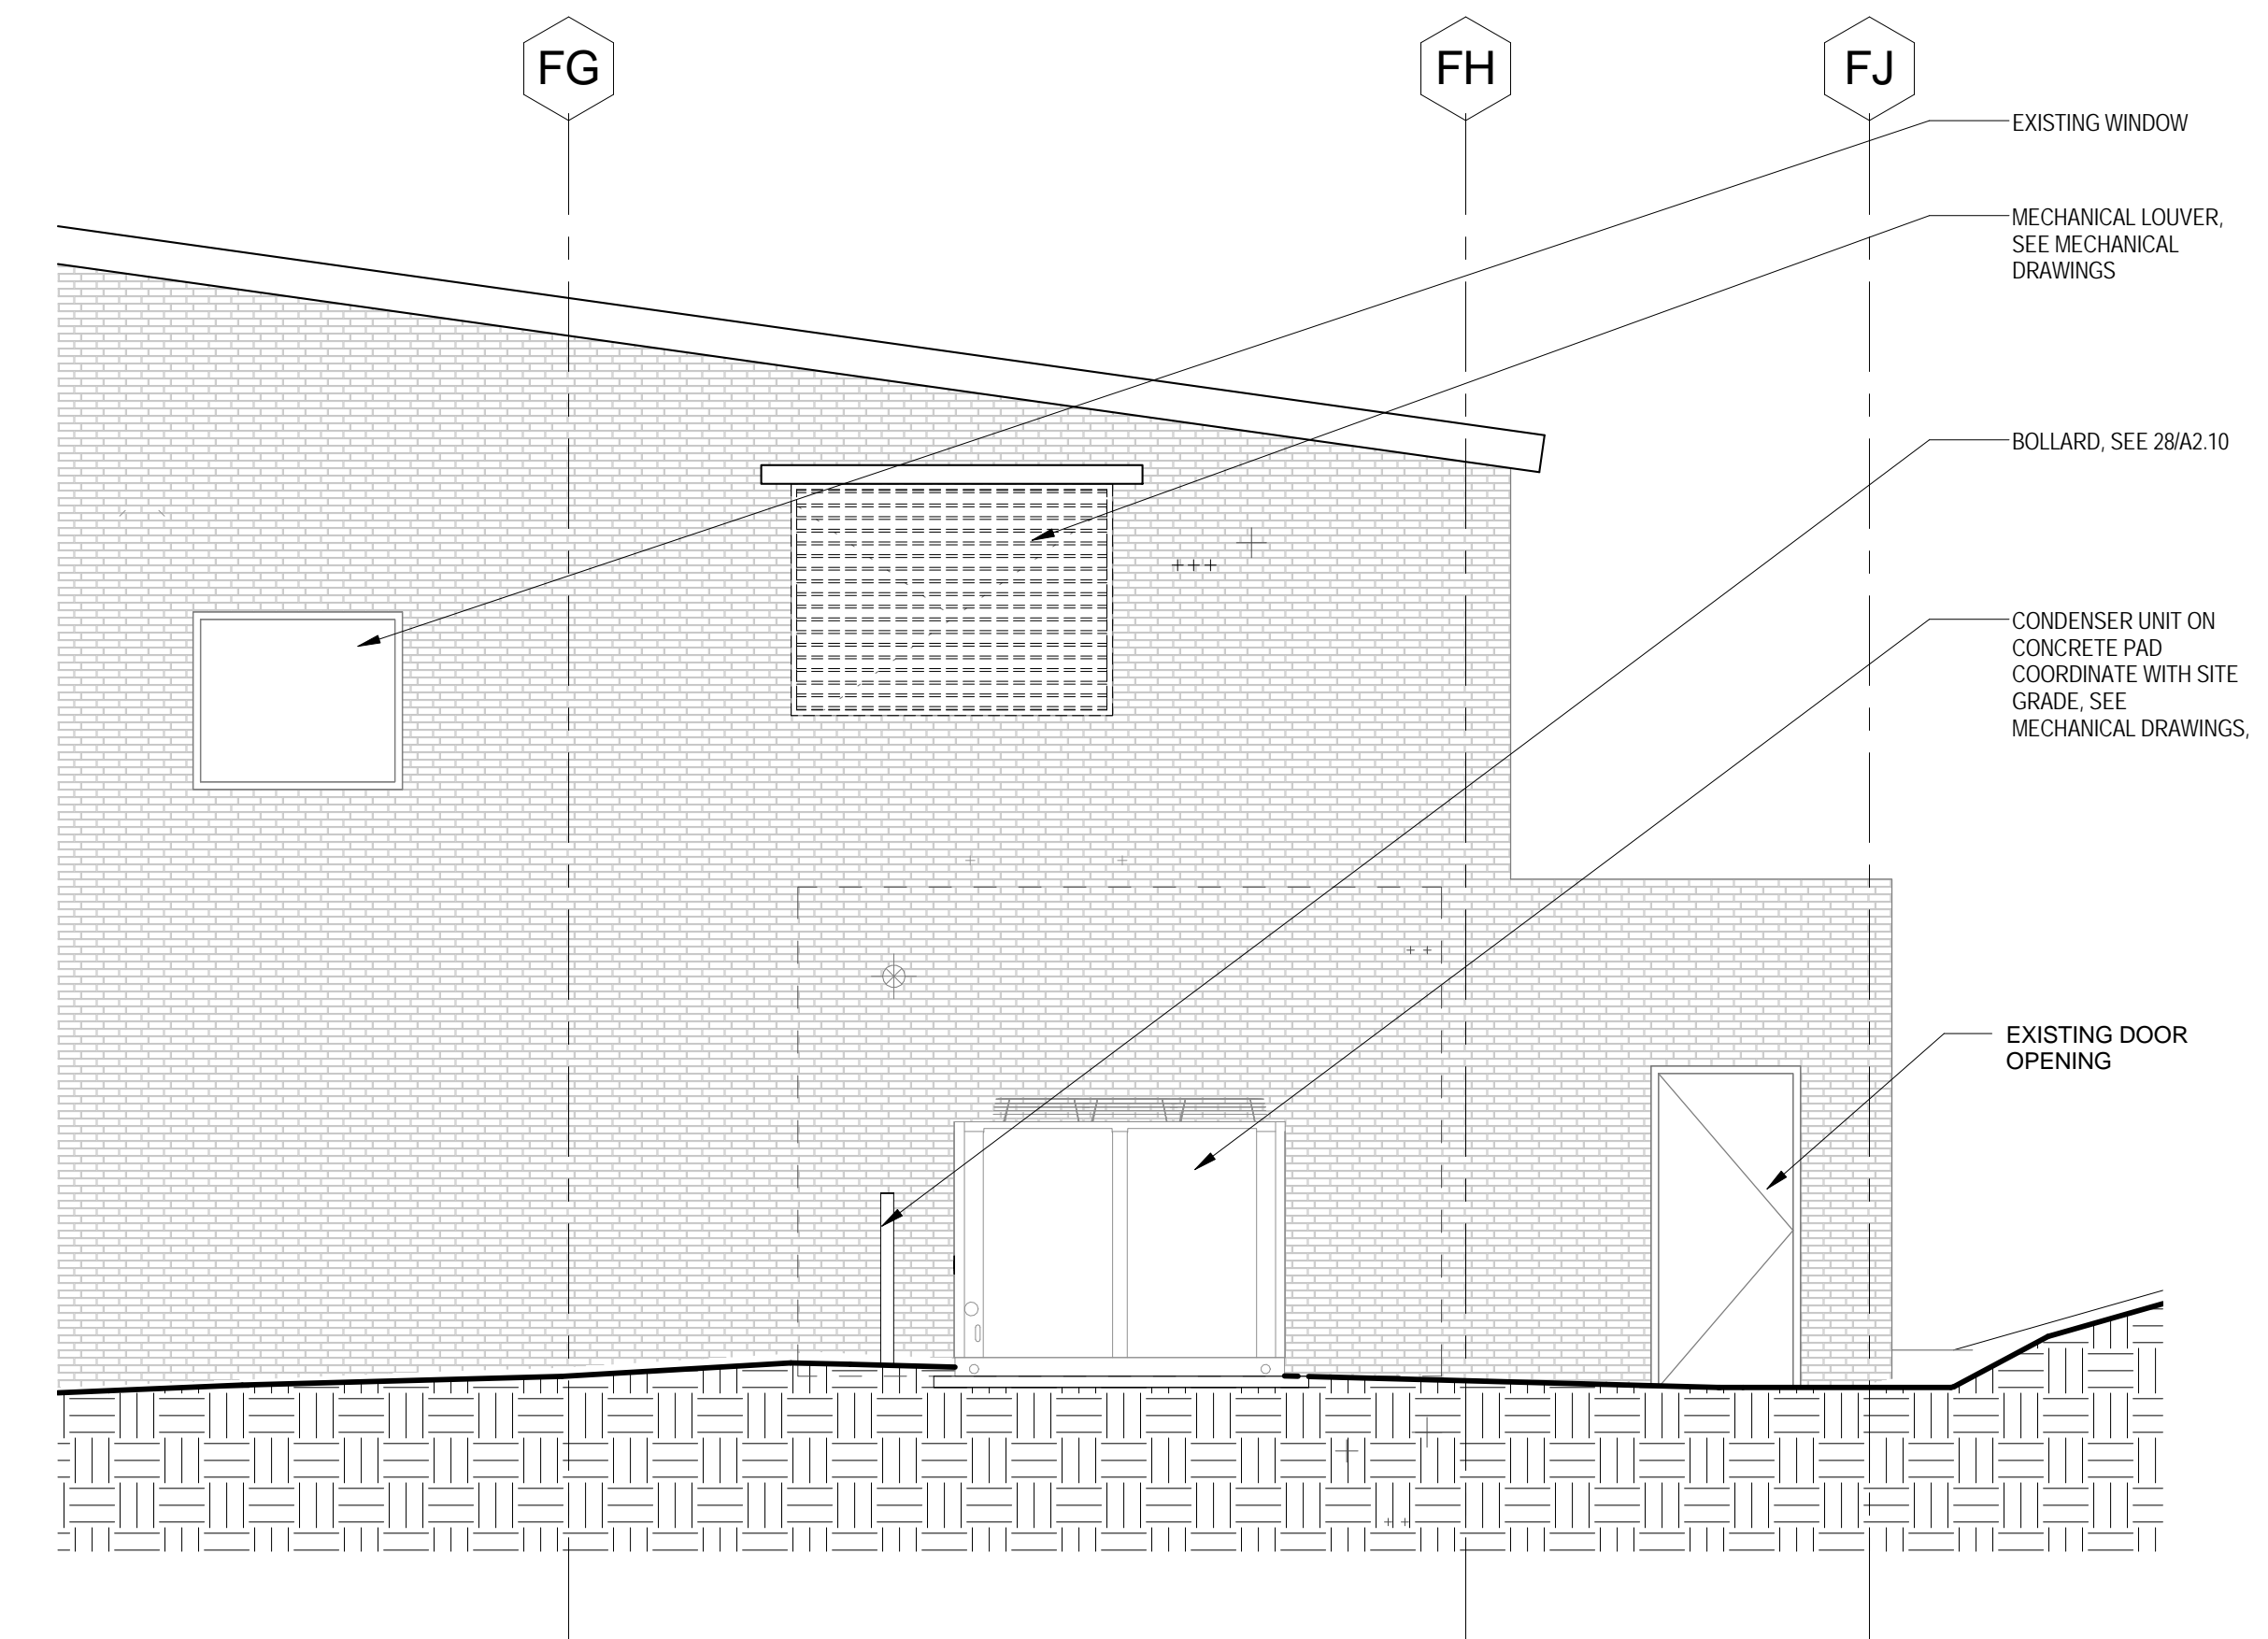 FG
FH
FJ
EXISTING WINDOW
MECHANICAL LOUVER,
SEE MECHANICAL
DRAWINGS
BOLLARD, SEE 28/A2.10
CONDENSER UNIT ON
CONCRETE PAD
COORDINATE WITH SITE
GRADE, SEE
MECHANICAL DRAWINGS,
EXISTING DOOR
OPENING